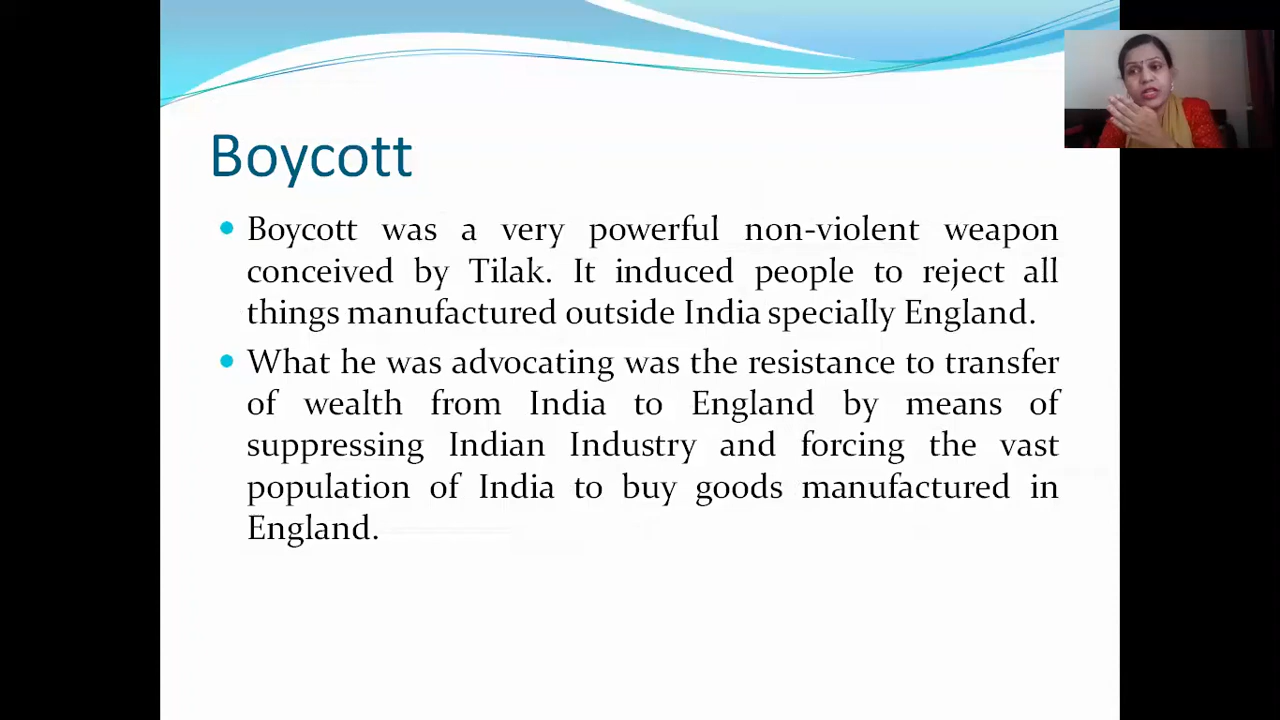 Boycott
Boycott was a very powerful non-violent weapon
conceived by Tilak. It induced people to reject all
things manufactured outside India specially England.
What he was advocating was the resistance to transfer
of wealth from India to England by means of
suppressing Indian Industry and forcing the vast
population of India to buy goods manufactured in
England.